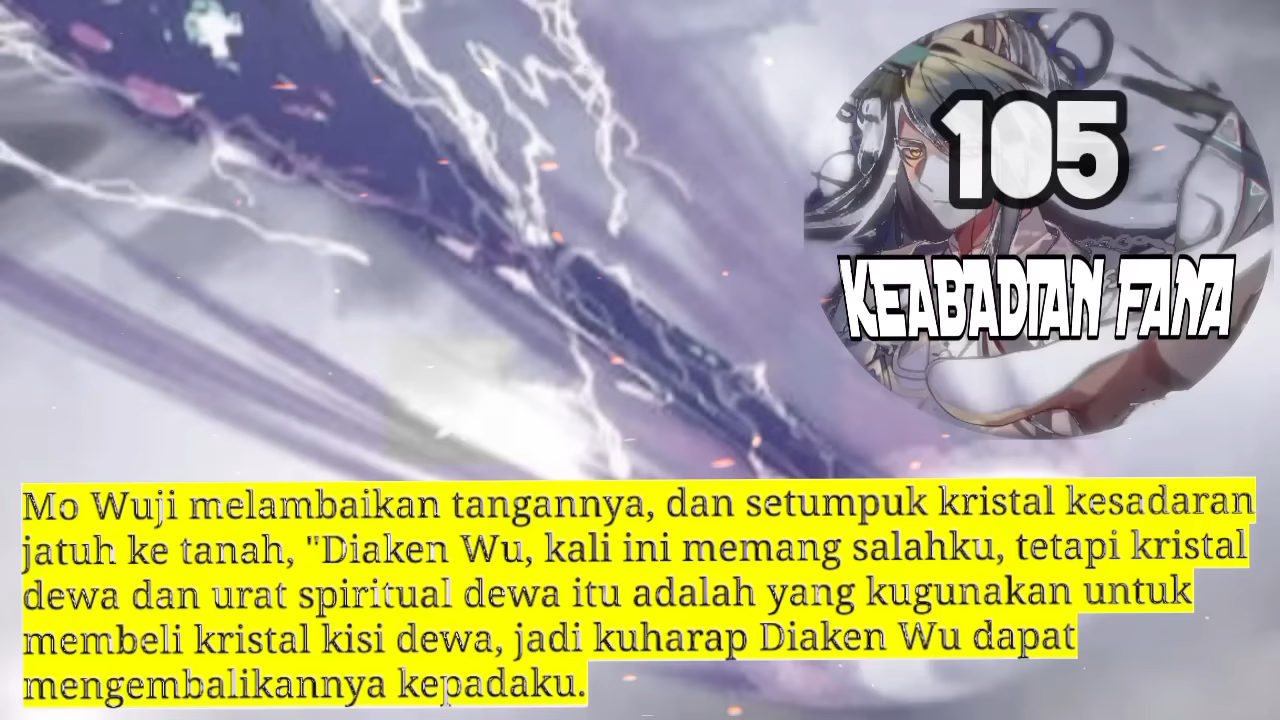 105
KEABADIAN FANA
Mo Wuji melambaikan tangannya, dan setumpuk kristal kesadaran
jatuh ke tanah, "Diaken Wu, kali ini memang salahku, tetapi kristal
dewa dan urat spiritual dewa itu adalah yang kugunakan untuk
membeli kristal kisi dewa, jadi kuharap Diaken Wu dapat
mengembalikannya kepadaku.